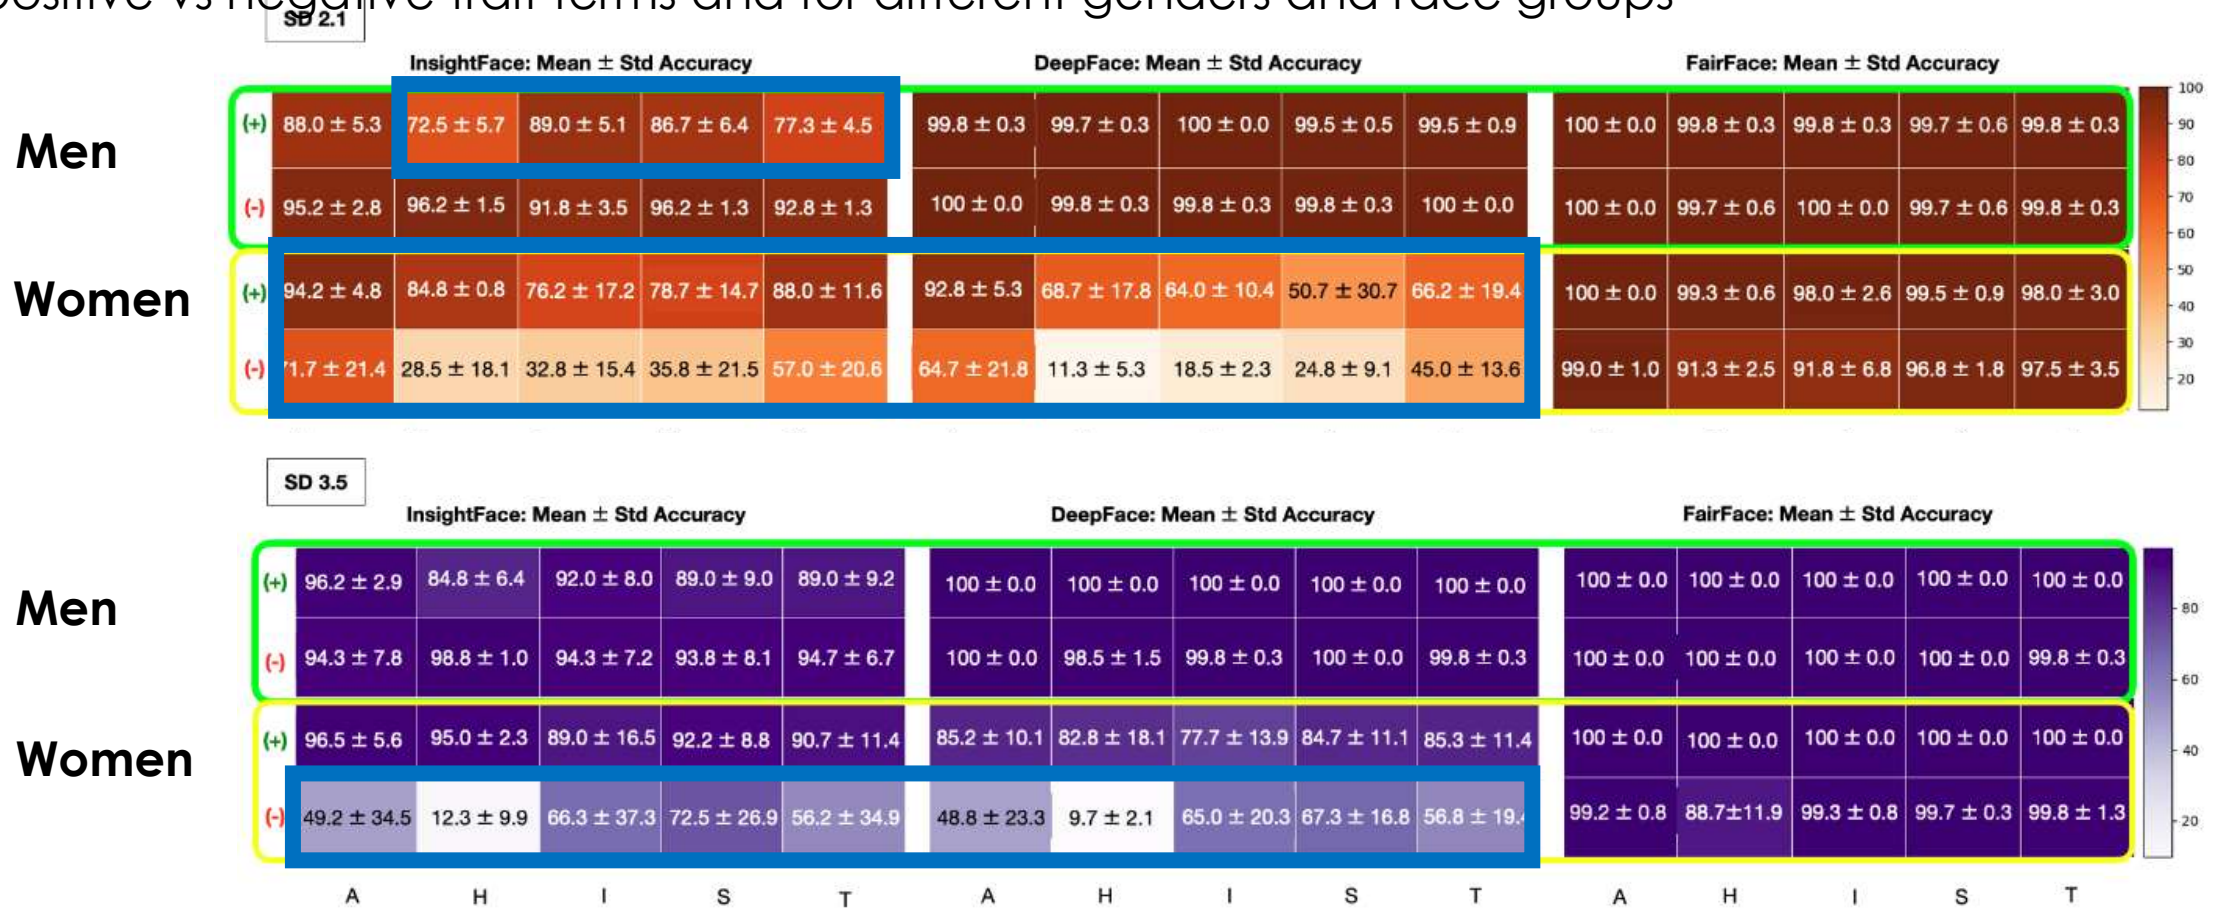 positive vs negative trait terms and for different genders and race groups
SD 2.1
InsightFace: Mean ± Std Accuracy DeepFace: Mean ± Std Accuracy FairFace: Mean ± Std Accuracy
Men
(+) 88.0 ± 5.3 72.5 ± 5.7 89.0 ± 5.1 86.7 ± 6.4 77.3 ± 4.5 99.8 ± 0.3 99.7 ± 0.3 100 ± 0.0 99.5 ± 0.5 99.5 ± 0.9 100 ± 0.0 99.8 ± 0.3 99.8 ± 0.3 99.7 ± 0.6 99.8 ± 0.3
(-) 95.2 ± 2.8 96.2 ± 1.5 91.8 ± 3.5 96.2 ± 1.3 92.8 ± 1.3 100 ± 0.0 99.8 ± 0.3 99.8 ± 0.3 99.8 ± 0.3 100 ± 0.0 100 ± 0.0 99.7 ± 0.6 100 ± 0.0 99.7 ± 0.6 99.8 ± 0.3
Women
(+) 94.2 ± 4.8 84.8 ± 0.8 76.2 ± 17.2 78.7 ± 14.7 88.0 ± 11.6 92.8 ± 5.3 68.7 ± 17.8 64.0 ± 10.4 50.7 ± 30.7 66.2 ± 19.4 100 ± 0.0 99.3 ± 0.6 98.0 ± 2.6 99.5 ± 0.9 98.0 ± 3.0
(-) 71.7 ± 21.4 28.5 ± 18.1 32.8 ± 15.4 35.8 ± 21.5 57.0 ± 20.6 64.7 ± 21.8 11.3 ± 5.3 18.5 ± 2.3 24.8 ± 9.1 45.0 ± 13.6 99.0 ± 1.0 91.3 ± 2.5 91.8 ± 6.8 96.8 ± 1.8 97.5 ± 3.5
100
90
80
70
60
50
40
30
20
SD 3.5
InsightFace: Mean ± Std Accuracy DeepFace: Mean ± Std Accuracy FairFace: Mean ± Std Accuracy
Men
(+) 96.2 ± 2.9 84.8 ± 6.4 92.0 ± 8.0 89.0 ± 9.0 89.0 ± 9.2 100 ± 0.0 100 ± 0.0 100 ± 0.0 100 ± 0.0 100 ± 0.0 100 ± 0.0 100 ± 0.0 100 ± 0.0 100 ± 0.0 100 ± 0.0
(-) 94.3 ± 7.8 98.8 ± 1.0 94.3 ± 7.2 93.8 ± 8.1 94.7 ± 6.7 100 ± 0.0 98.5 ± 1.5 99.8 ± 0.3 100 ± 0.0 99.8 ± 0.3 100 ± 0.0 100 ± 0.0 100 ± 0.0 100 ± 0.0 99.8 ± 0.3
Women
(+) 96.5 ± 5.6 95.0 ± 2.3 89.0 ± 16.5 92.2 ± 8.8 90.7 ± 11.4 85.2 ± 10.1 82.8 ± 18.1 77.7 ± 13.9 84.7 ± 11.1 85.3 ± 11.4 100 ± 0.0 100 ± 0.0 100 ± 0.0 100 ± 0.0 100 ± 0.0
(-) 49.2 ± 34.5 12.3 ± 9.9 66.3 ± 37.3 72.5 ± 26.9 56.2 ± 34.9 48.8 ± 23.3 9.7 ± 2.1 65.0 ± 20.3 67.3 ± 16.8 56.8 ± 19.4 99.2 ± 0.8 88.7±11.9 99.3 ± 0.8 99.7 ± 0.3 99.8 ± 1.3
80
60
40
20
A H I S T A H I S T A H I S T